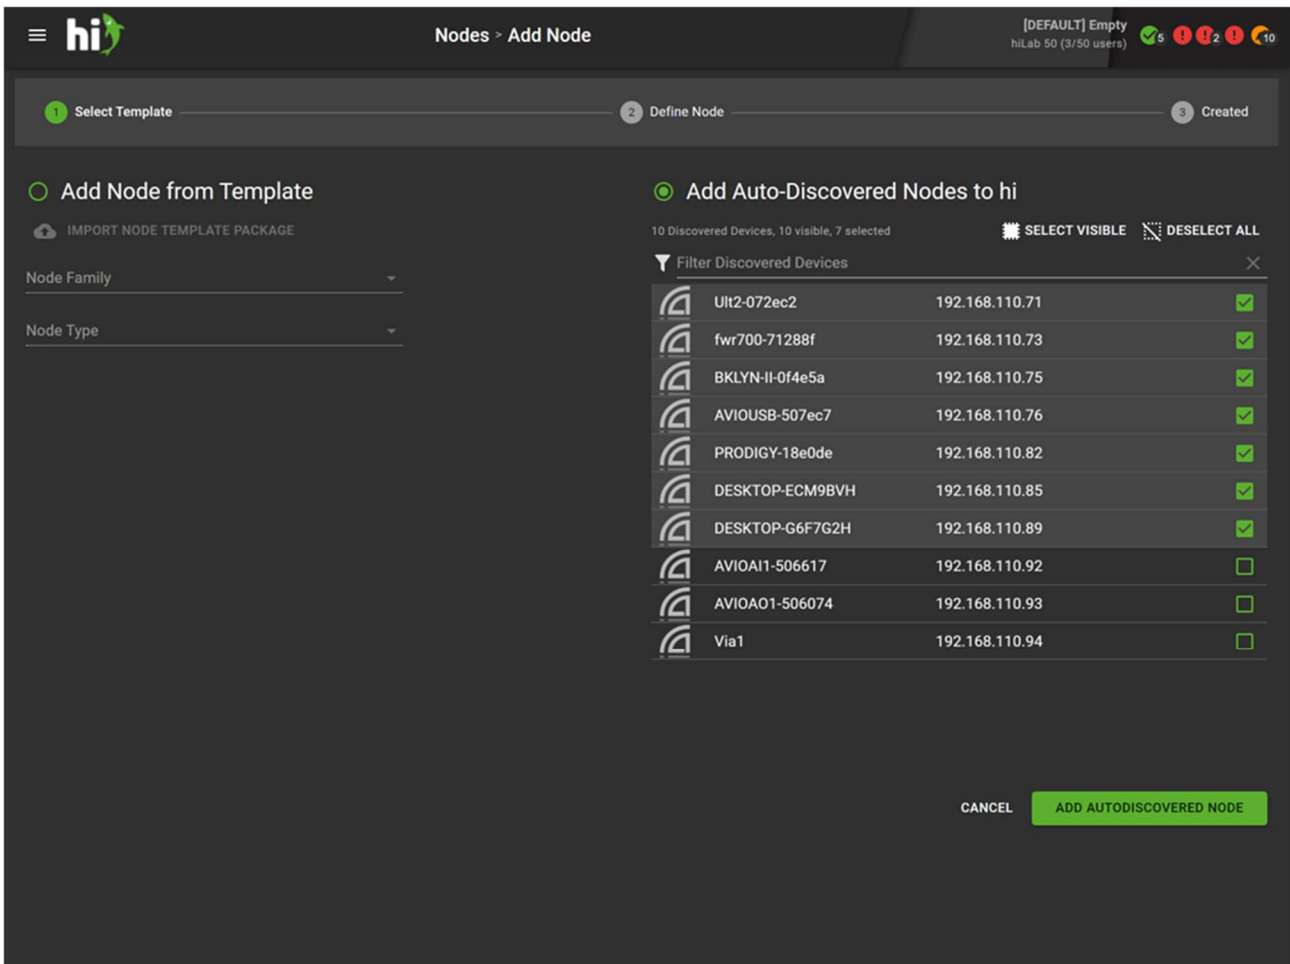 hi
Nodes > Add Node
[DEFAULT] Empty
hiLab 50 (3/50 users)
5
2
10
1 Select Template
2 Define Node
3 Created
Add Node from Template
IMPORT NODE TEMPLATE PACKAGE
Node Family
Node Type
Add Auto-Discovered Nodes to hi
10 Discovered Devices, 10 visible, 7 selected
SELECT VISIBLE
DESELECT ALL
Filter Discovered Devices
Ult2-072ec2 192.168.110.71
fwr700-71288f 192.168.110.73
BKLYN-II-0f4e5a 192.168.110.75
AVIOUSB-507ec7 192.168.110.76
PRODIGY-18e0de 192.168.110.82
DESKTOP-ECM9BVH 192.168.110.85
DESKTOP-G6F7G2H 192.168.110.89
AVIOAI1-506617 192.168.110.92
AVIOAO1-506074 192.168.110.93
Via1 192.168.110.94
CANCEL
ADD AUTODISCOVERED NODE